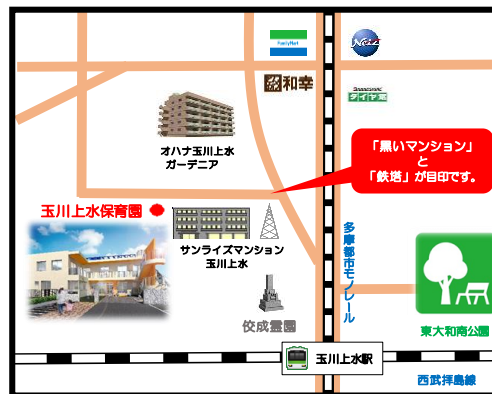 FamilyMart
Netz
和幸
ダイヤ
オハナ玉川上水
ガーデニア
「黒いマンション」
と
「鉄塔」が目印です。
玉川上水保育園
サンライズマンション
玉川上水
多摩都市モノレール
佼成霊園
東大和南公園
玉川上水駅
西武拝島線